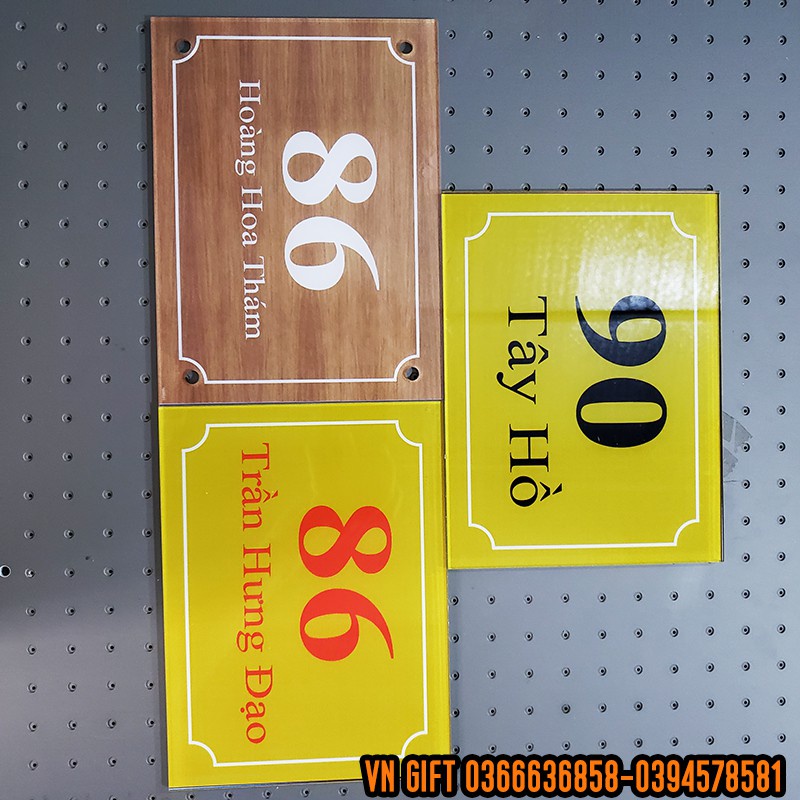 86
Hoàng Hoa Thám
90
Tây Hồ
86
Trần Hưng Đạo
VN GIFT 0366636858-0394578581